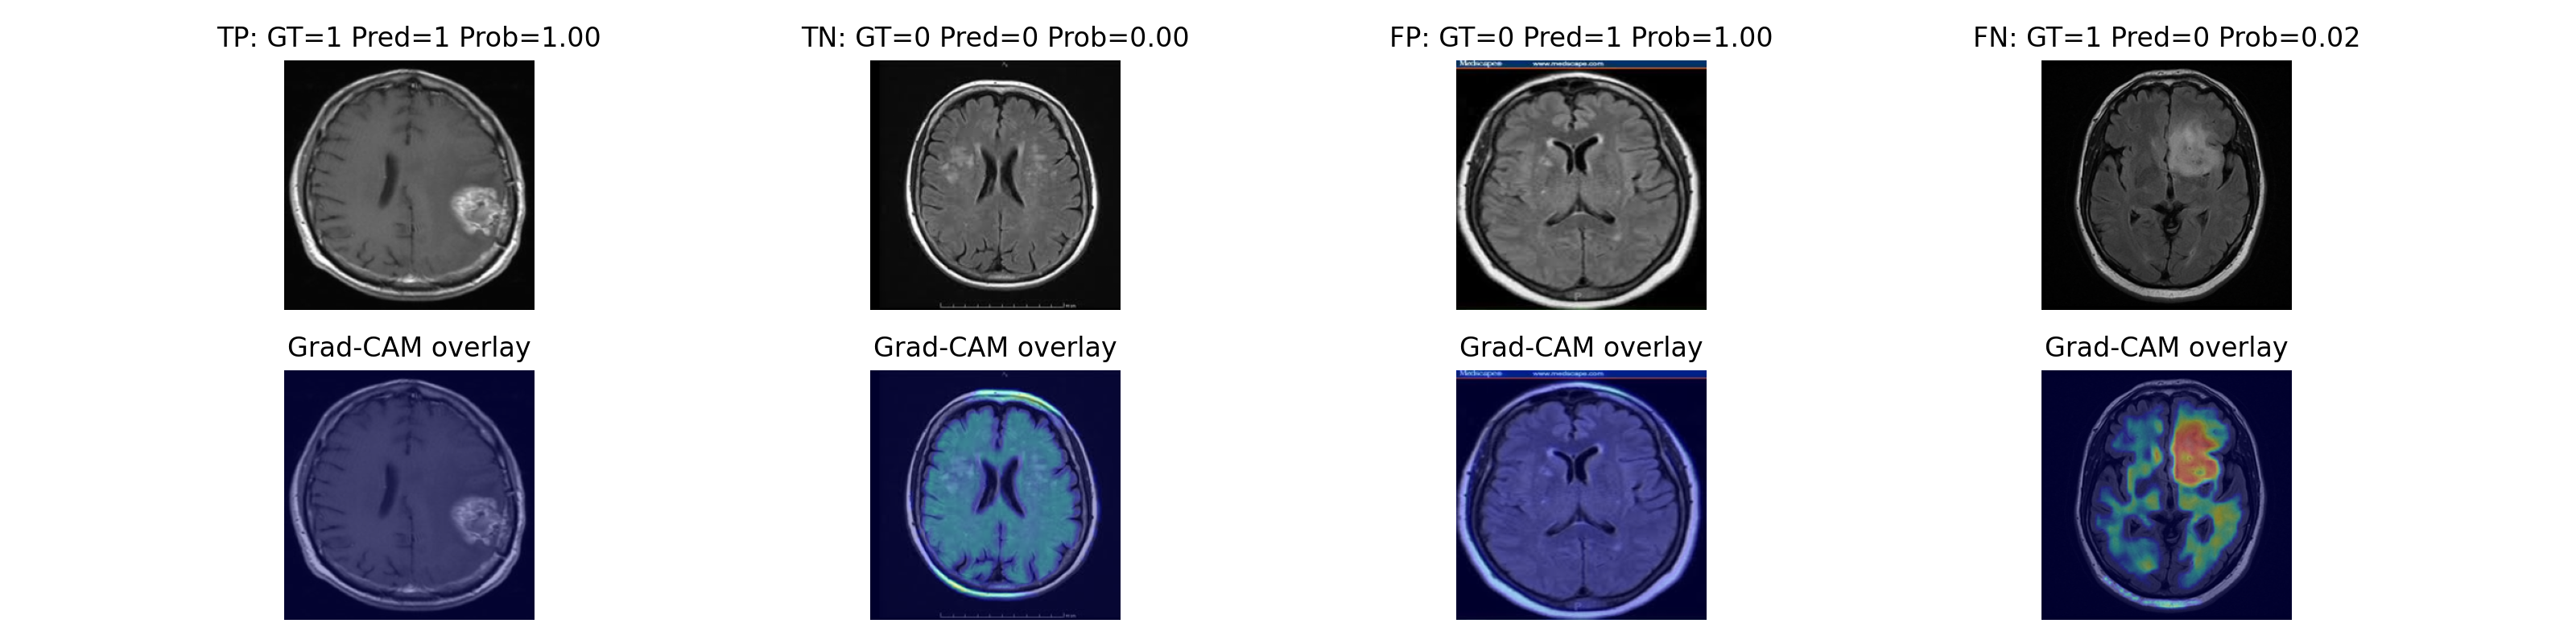 TP: GT=1 Pred=1 Prob=1.00
TN: GT=0 Pred=0 Prob=0.00
FP: GT=0 Pred=1 Prob=1.00
FN: GT=1 Pred=0 Prob=0.02
Medscape www.medscape.com
P
Grad-CAM overlay
Grad-CAM overlay
Grad-CAM overlay
Grad-CAM overlay
Medscape www.medscape.com
P